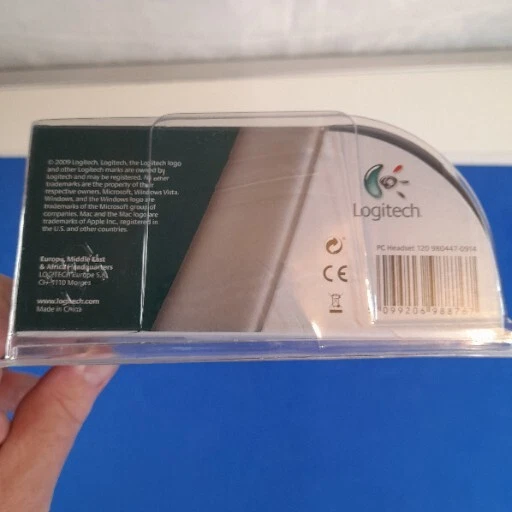 © 2009 Logitech. Logitech, the Logitech logo
and other Logitech marks are owned by
Logitech and may be registered. All other
trademarks are the property of their
respective owners. Microsoft, Windows Vista,
Windows, and the Windows logo are
trademarks of the Microsoft group of
companies. Mac and the Mac logo are
trademarks of Apple Inc., registered in
the U.S. and other countries.
Europe, Middle East
& Africa Headquarters
LOGITECH Europe S.A.
CH-1110 Morges
www.logitech.com
Made in China
Logitech
CE
PC Headset 120 980447-0914